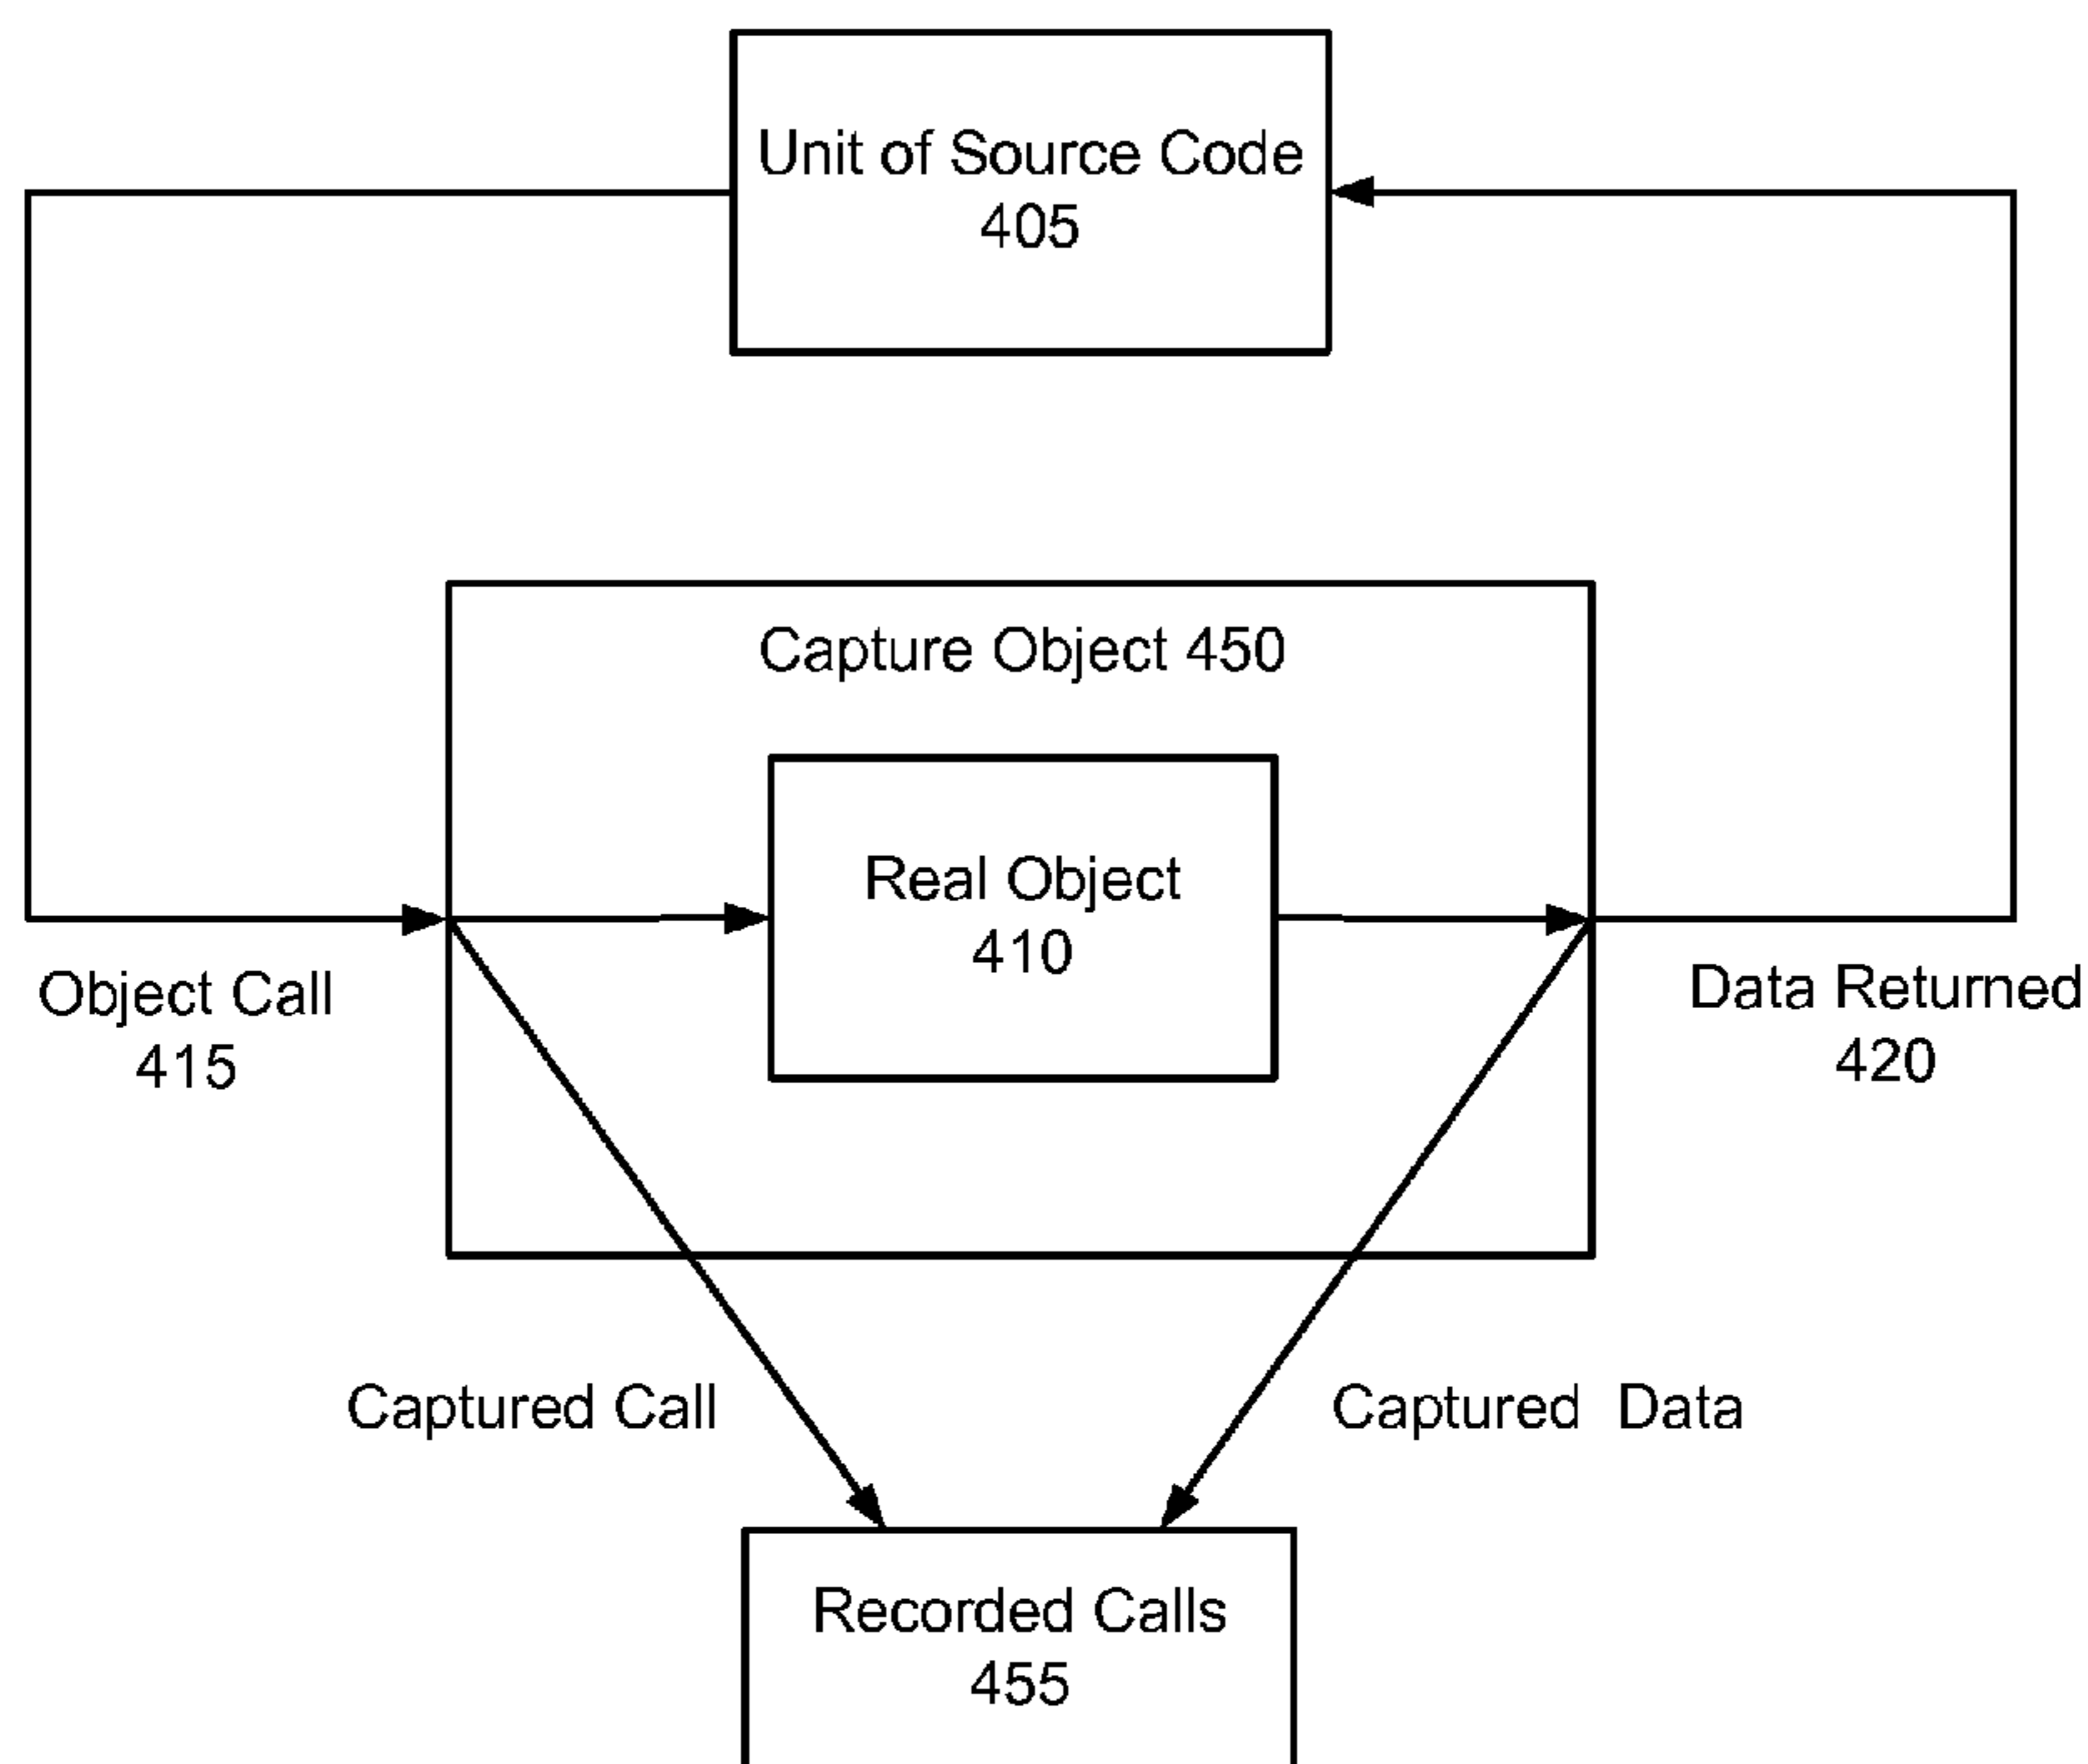 Unit of Source Code
405
Capture Object 450
Real Object
410
Object Call
415
Data Returned
420
Captured Call
Captured Data
Recorded Calls
455